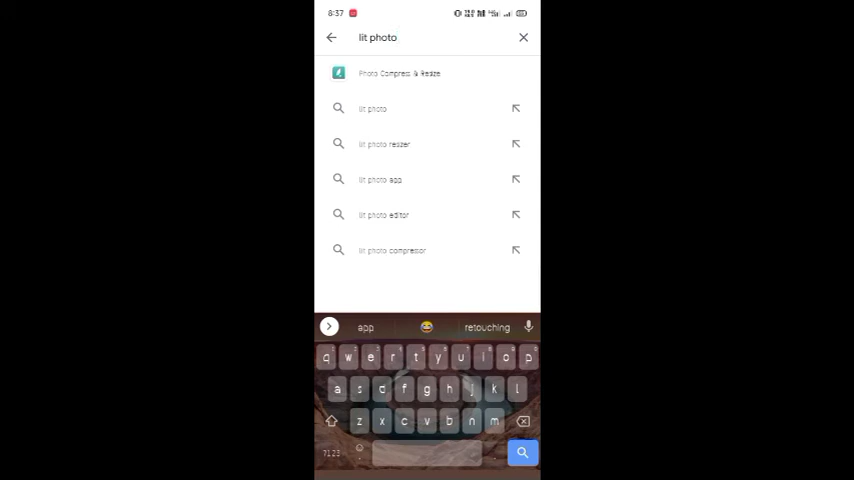 8:37
lit photo
Photo Compress & Resize
lit photo
lit photo resizer
lit photo app
lit photo editor
lit photo compressor
app 😂 retouching
q w e r t y u i o p
a s d f g h j k l
z x c v b n m
?123 , .